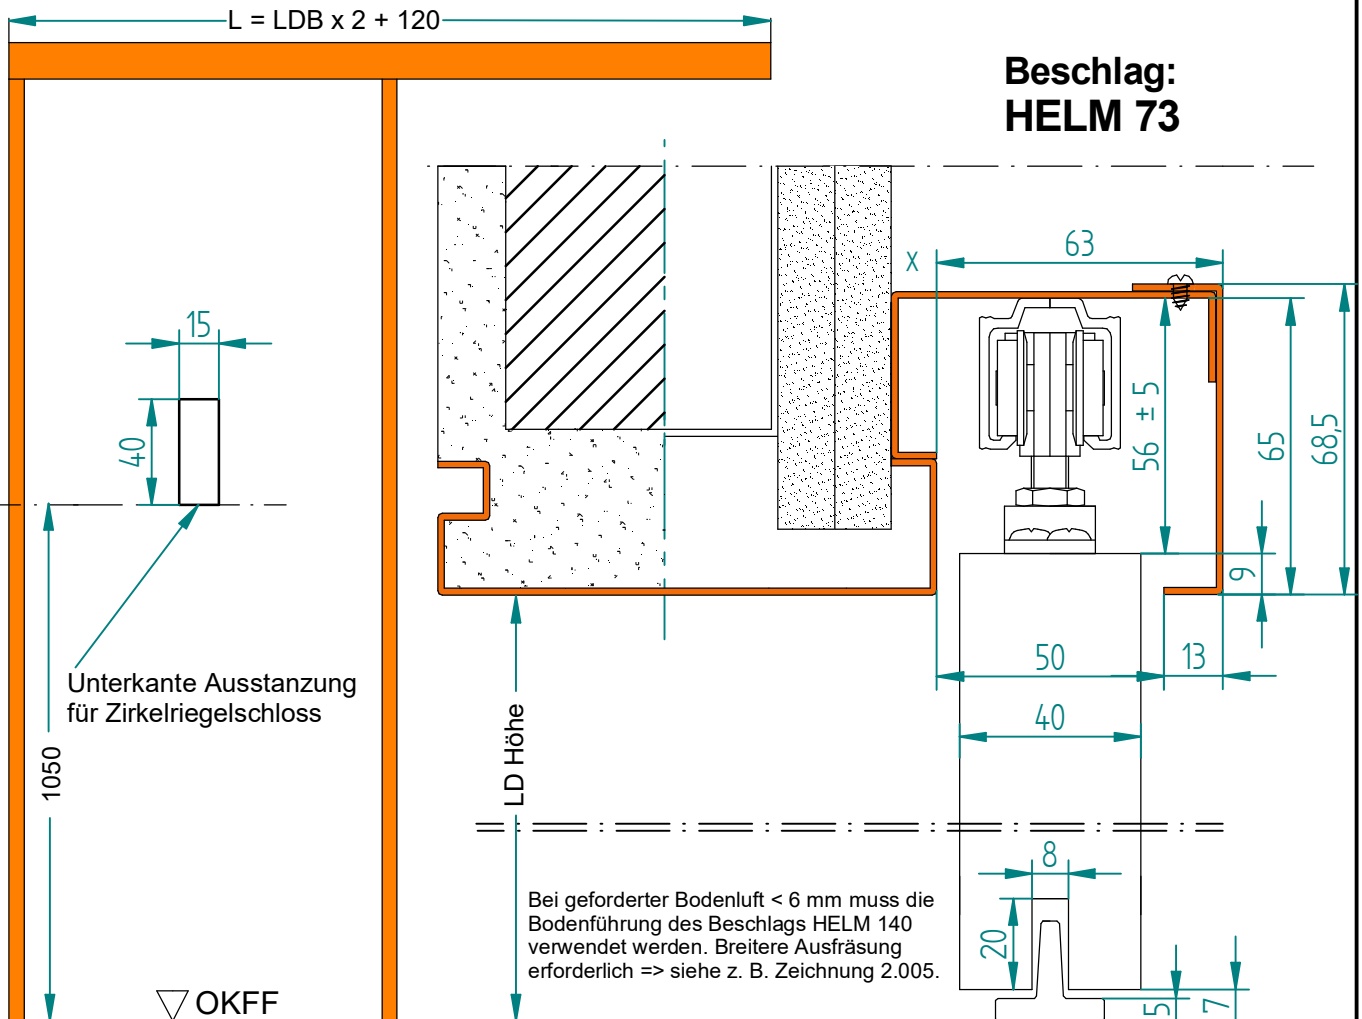 L = LDB x 2 + 120
Beschlag:
HELM 73
X
63
15
40
56 ± 5
65
68,5
9
Unterkante Ausstanzung
für Zirkelriegelschloss
50
13
40
1050
LD Höhe
8
Bei geforderter Bodenluft < 6 mm muss die
Bodenführung des Beschlags HELM 140
verwendet werden. Breitere Ausfräsung
erforderlich => siehe z. B. Zeichnung 2.005.
20
5
7
OKFF